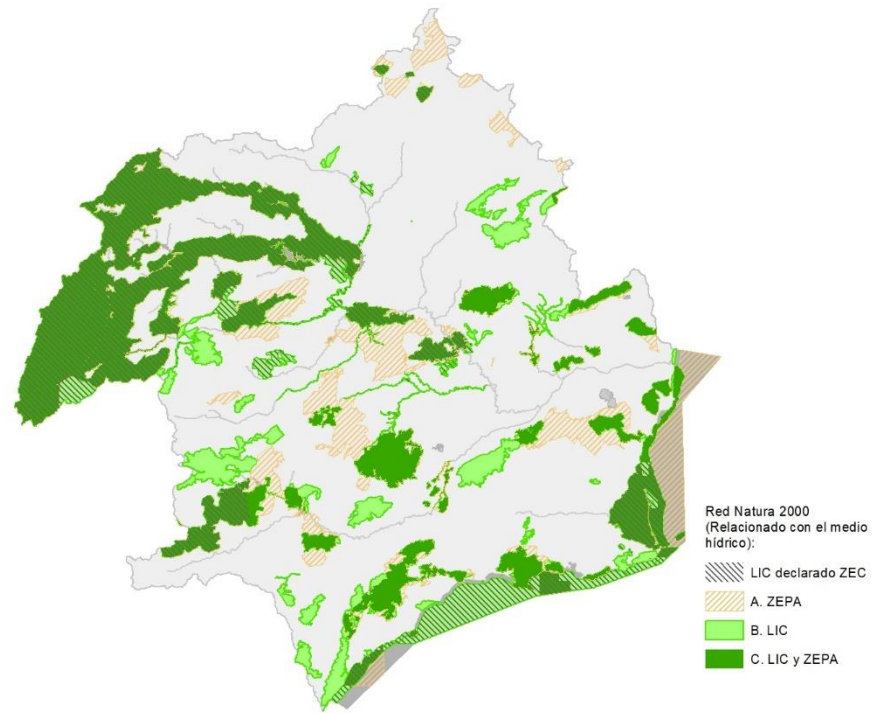 Red Natura 2000
(Relacionado con el medio
hídrico):
LIC declarado ZEC
A. ZEPA
B. LIC
C. LIC y ZEPA